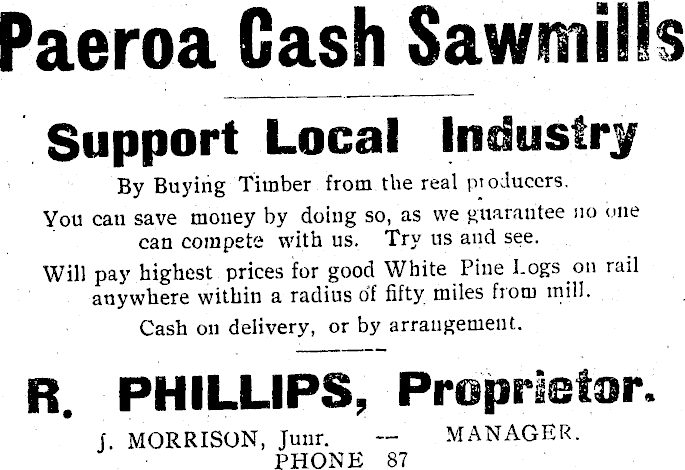 Paeroa Cash Sawmills
Support Local Industry
By Buying Timber from the real producers.
You can save money by doing so, as we guarantee no one
can compete with us. Try us and see.
Will pay highest prices for good White Pine Logs on rail
anywhere within a radius of fifty miles from mill.
Cash on delivery, or by arrangement.
R. PHILLIPS, Proprietor.
J. MORRISON, Junr. — MANAGER.
PHONE 87